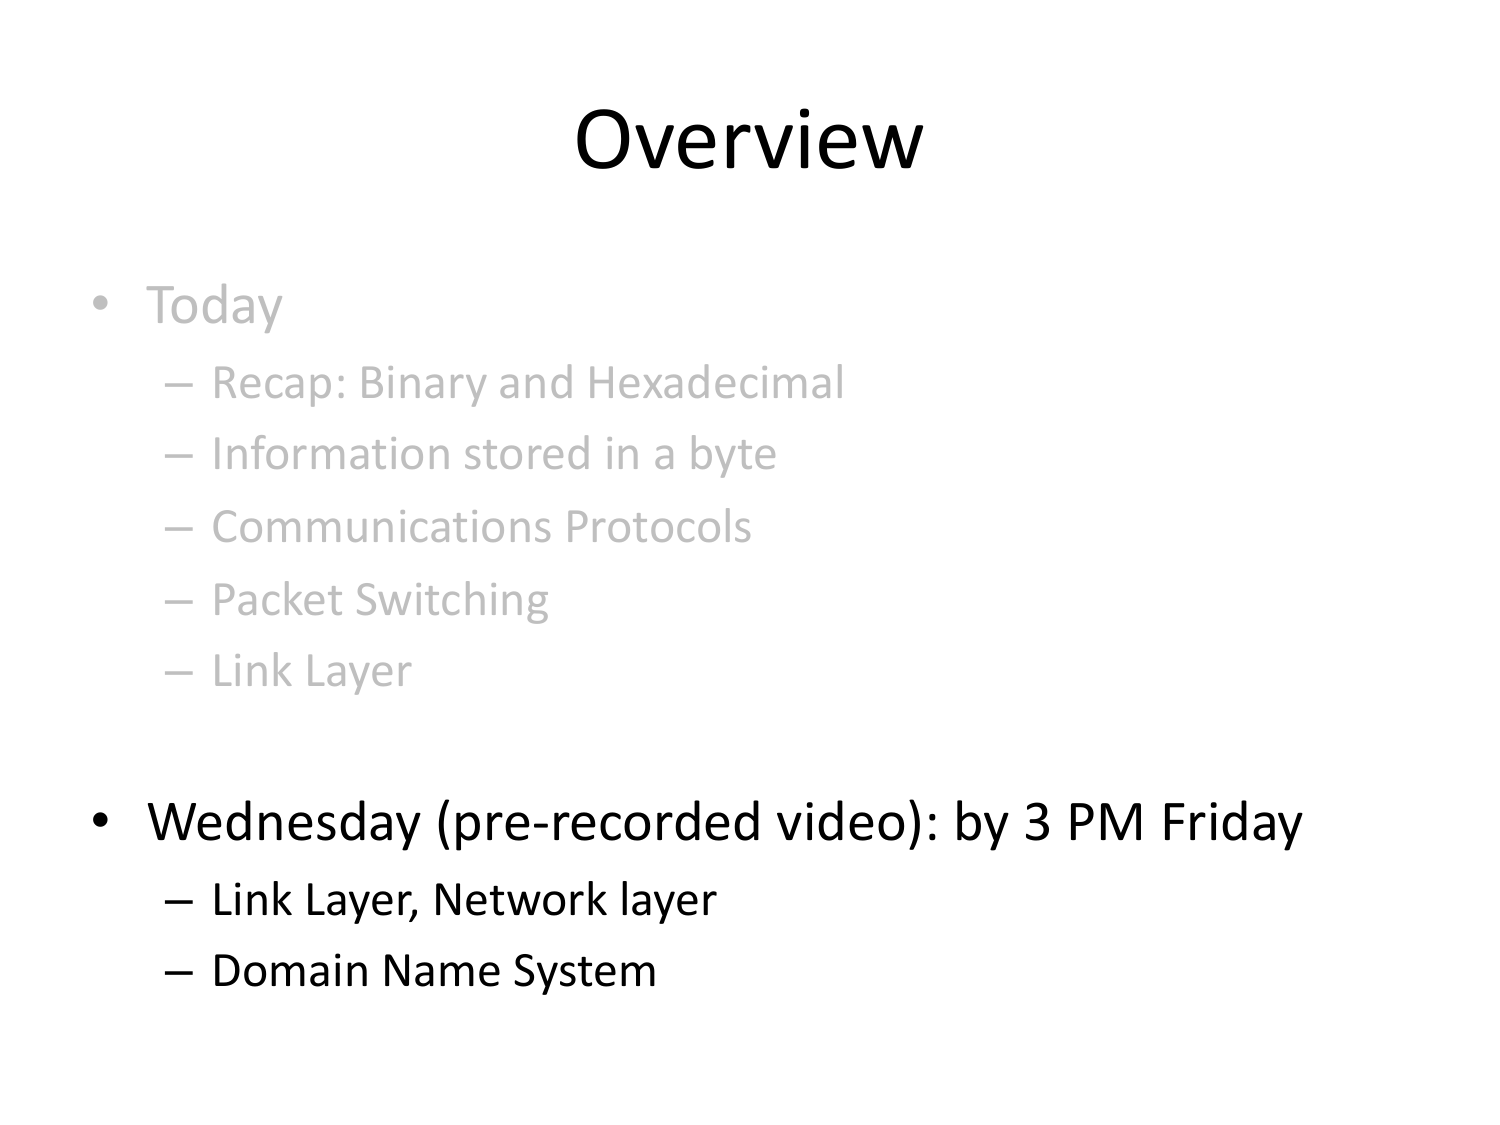 Overview
• Today
– Recap: Binary and Hexadecimal
– Information stored in a byte
– Communications Protocols
– Packet Switching
– Link Layer
• Wednesday (pre-recorded video): by 3 PM Friday
– Link Layer, Network layer
– Domain Name System